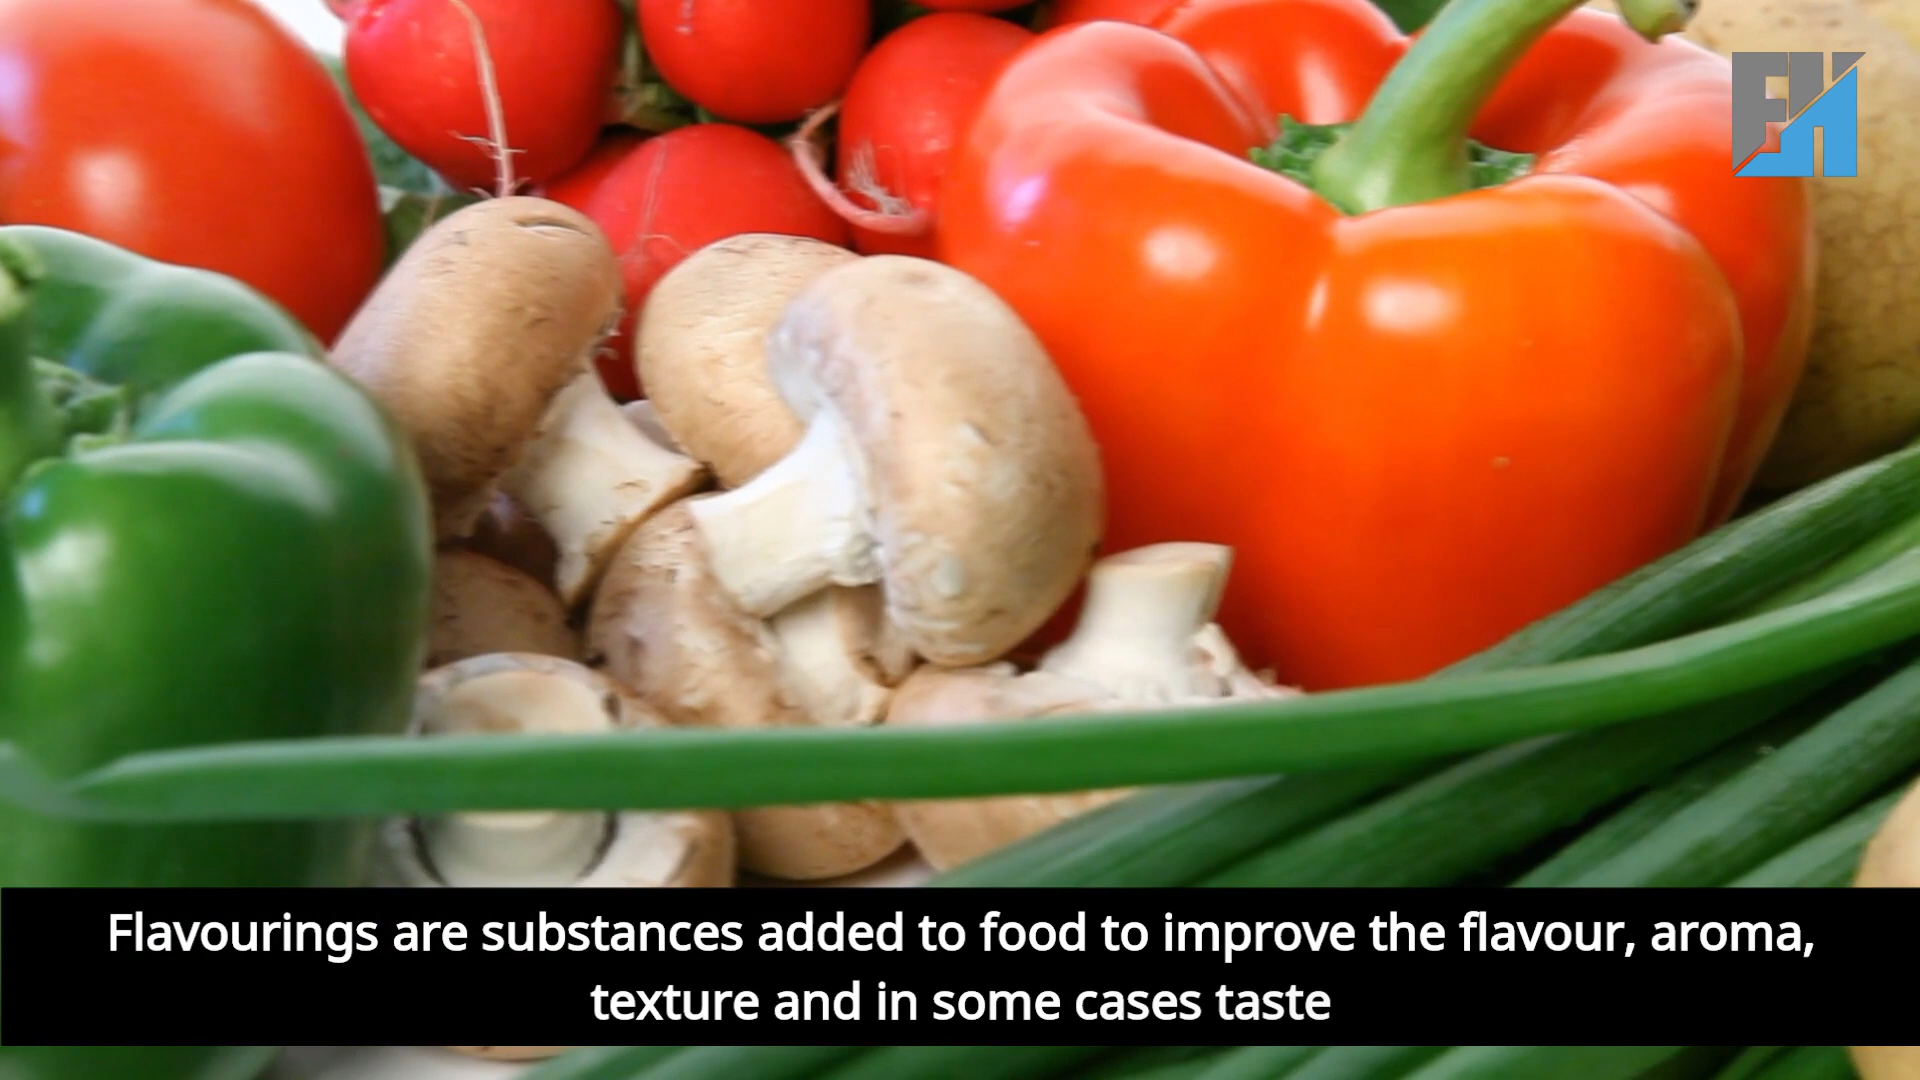 Flavourings are substances added to food to improve the flavour, aroma,
texture and in some cases taste